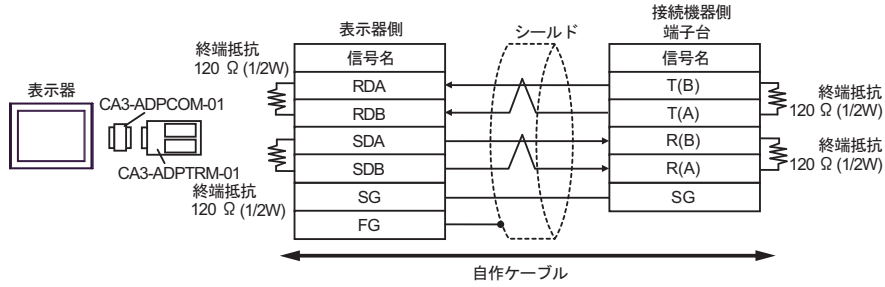 表示器
CA3-ADPCOM-01
CA3-ADPTRM-01
終端抵抗
120 Ω (1/2W)
終端抵抗
120 Ω (1/2W)
表示器側
信号名
RDA
RDB
SDA
SDB
SG
FG
シールド
接続機器側
端子台
信号名
T(B)
T(A)
R(B)
R(A)
SG
終端抵抗
120 Ω (1/2W)
終端抵抗
120 Ω (1/2W)
自作ケーブル